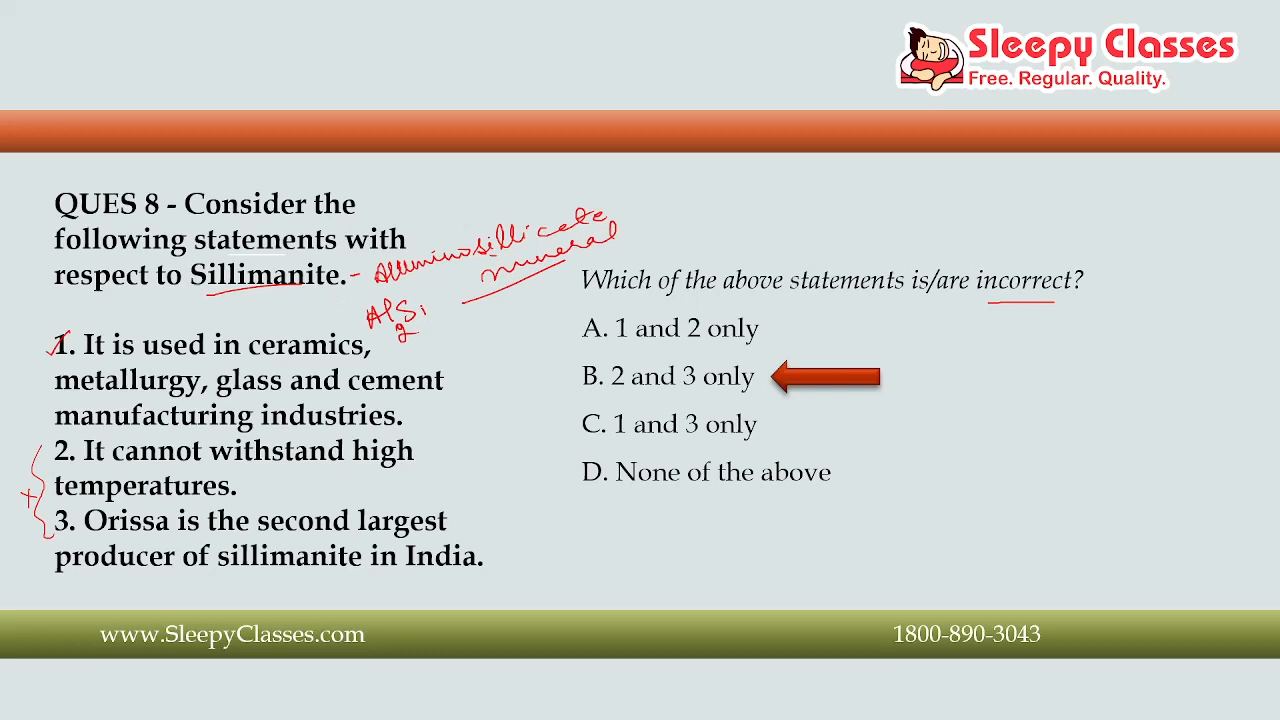 Sleepy Classes
Free. Regular. Quality.
QUES 8 - Consider the
following statements with
respect to Sillimanite. - Aluminosillicate
mineral
Al2Si
1. It is used in ceramics,
metallurgy, glass and cement
manufacturing industries.
2. It cannot withstand high
temperatures.
3. Orissa is the second largest
producer of sillimanite in India.
Which of the above statements is/are incorrect?
A. 1 and 2 only
B. 2 and 3 only
C. 1 and 3 only
D. None of the above
www.SleepyClasses.com
1800-890-3043